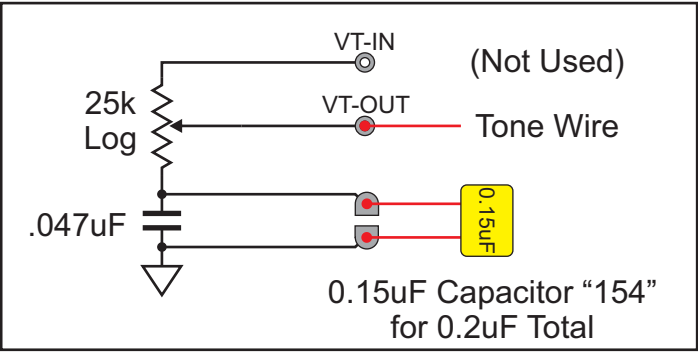 VT-IN
(Not Used)
25k
Log
VT-OUT
Tone Wire
.047uF
0.15uF
0.15uF Capacitor “154”
for 0.2uF Total